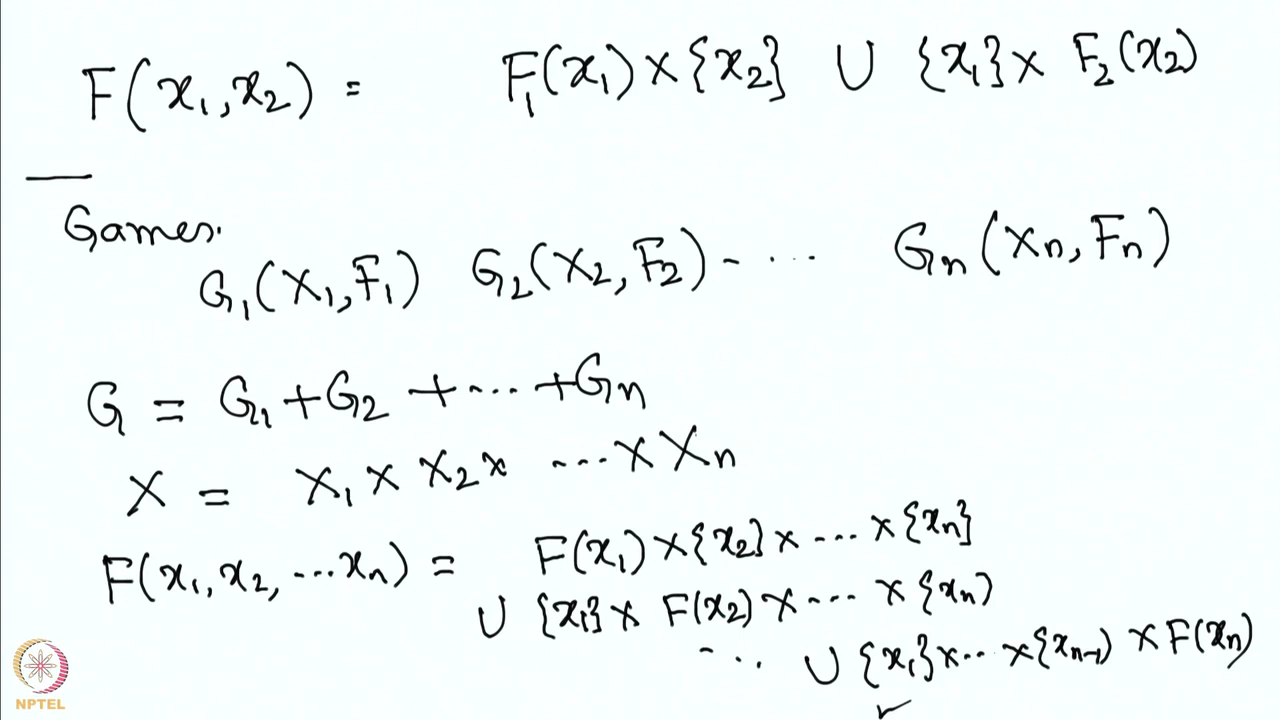 F(x₁,x₂) = F₁(x₁)×{x₂} ∪ {x₁}× F₂(x₂)
Games.
G₁(X₁,F₁) G₂(X₂,F₂)- ... Gₙ(Xₙ,Fₙ)
G = G₁+G₂ +...+Gₙ
X = X₁ × X₂× ...× Xₙ
F(x₁,x₂,...xₙ) = F(x₁)×{x₂}×...×{xₙ}
∪ {x₁}× F(x₂)×...×{xₙ)
... ∪ {x₁}×...×{xₙ₋₁) ×F(xₙ)
NPTEL